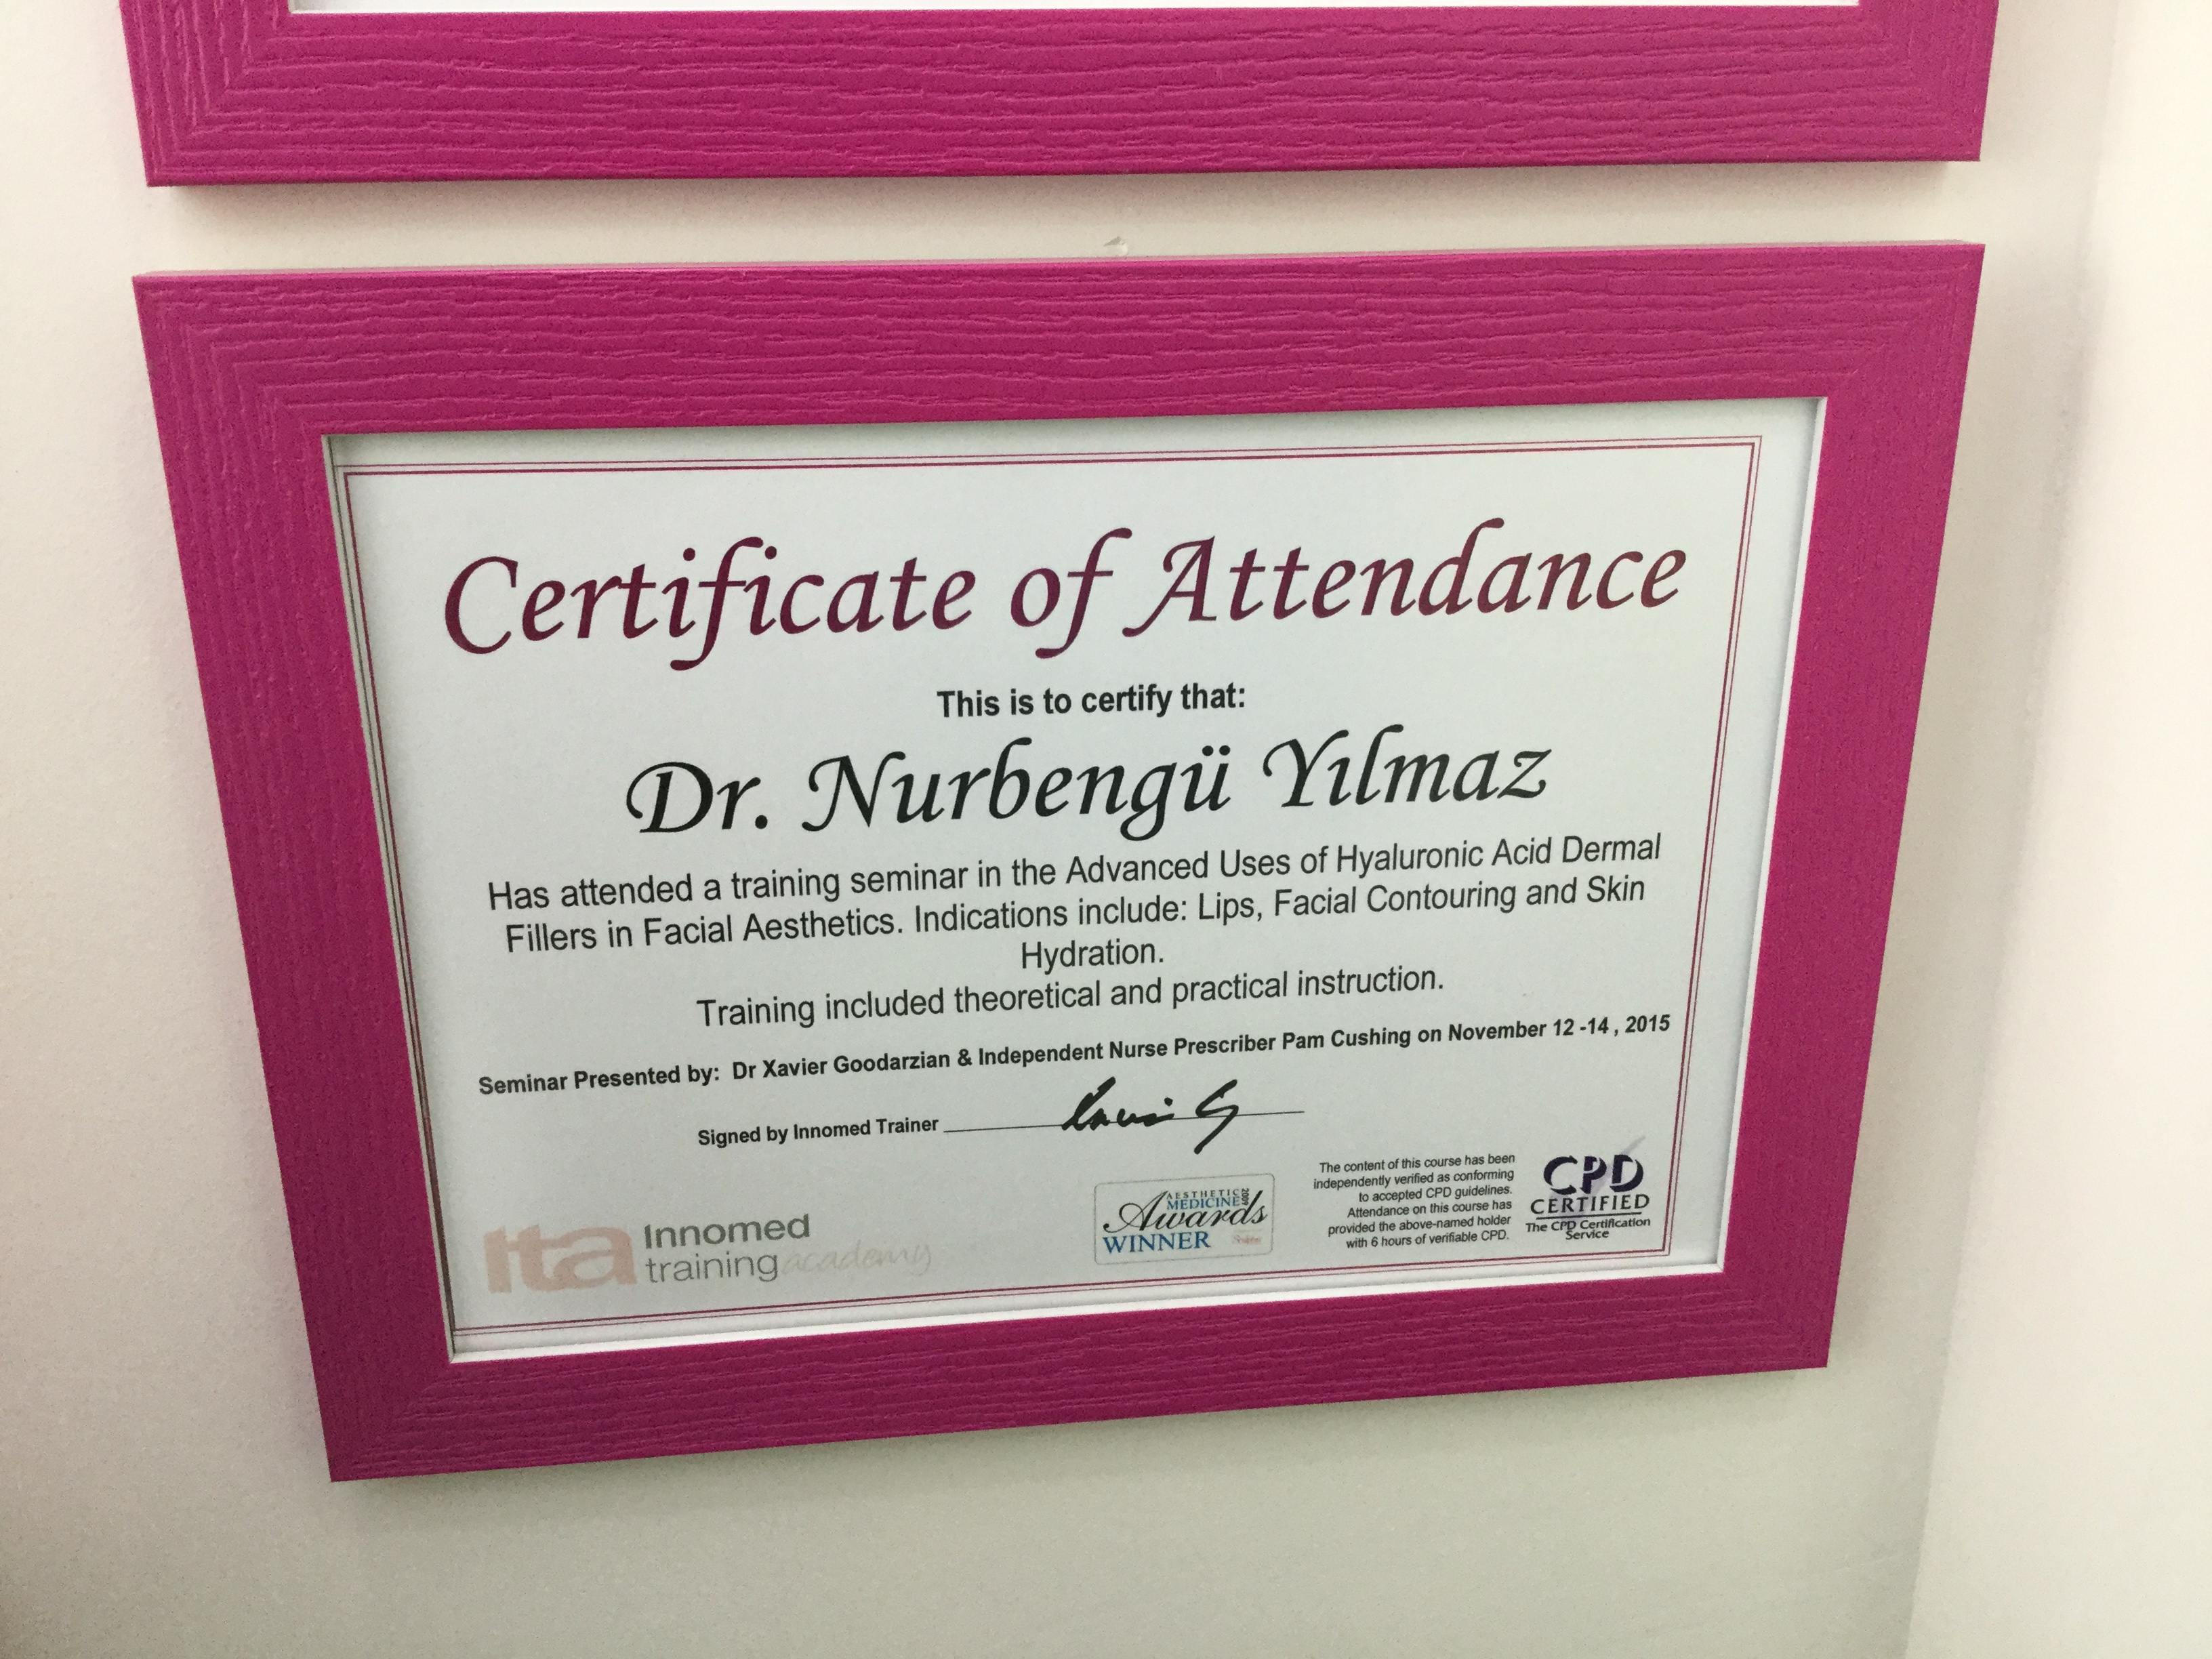 Certificate of Attendance
This is to certify that:
Dr. Nurbengü Yılmaz
Has attended a training seminar in the Advanced Uses of Hyaluronic Acid Dermal
Fillers in Facial Aesthetics. Indications include: Lips, Facial Contouring and Skin
Hydration.
Training included theoretical and practical instruction.
Seminar Presented by: Dr Xavier Goodarzian & Independent Nurse Prescriber Pam Cushing on November 12 -14 , 2015
Signed by Innomed Trainer
ita Innomed
training academy
AESTHETIC
MEDICINE
Awards
WINNER
2009
The content of this course has been
independently verified as conforming
to accepted CPD guidelines.
Attendance on this course has
provided the above-named holder
with 6 hours of verifiable CPD.
CPD
CERTIFIED
The CPD Certification
Service